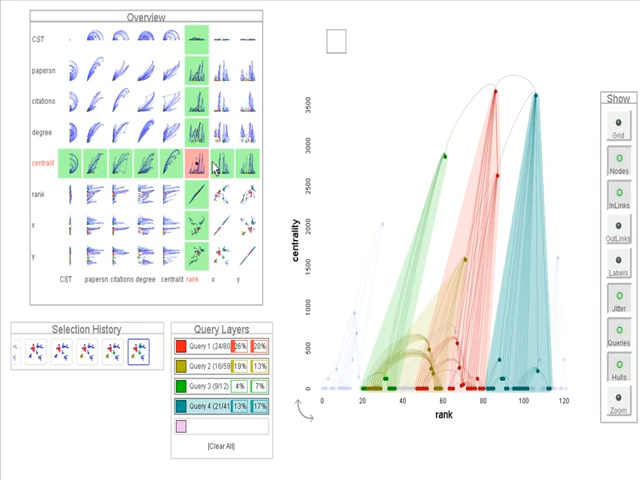 Overview
CST
papersn
citations
degree
centralit
rank
x
y
CST papersn citations degree centralit rank x y
Selection History
Query Layers
Query 1 (24/80 26% 20%
Query 2 (16/59 19% 13%
Query 3 (9/12) 4% 7%
Query 4 (21/41 13% 17%
[Clear All]
centrality
3500
3000
2500
2000
1500
1000
500
0
0 20 40 60 80 100 120
rank
Show
Grid
Nodes
InLinks
OutLinks
Labels
Jitter
Queries
Hulls
Zoom